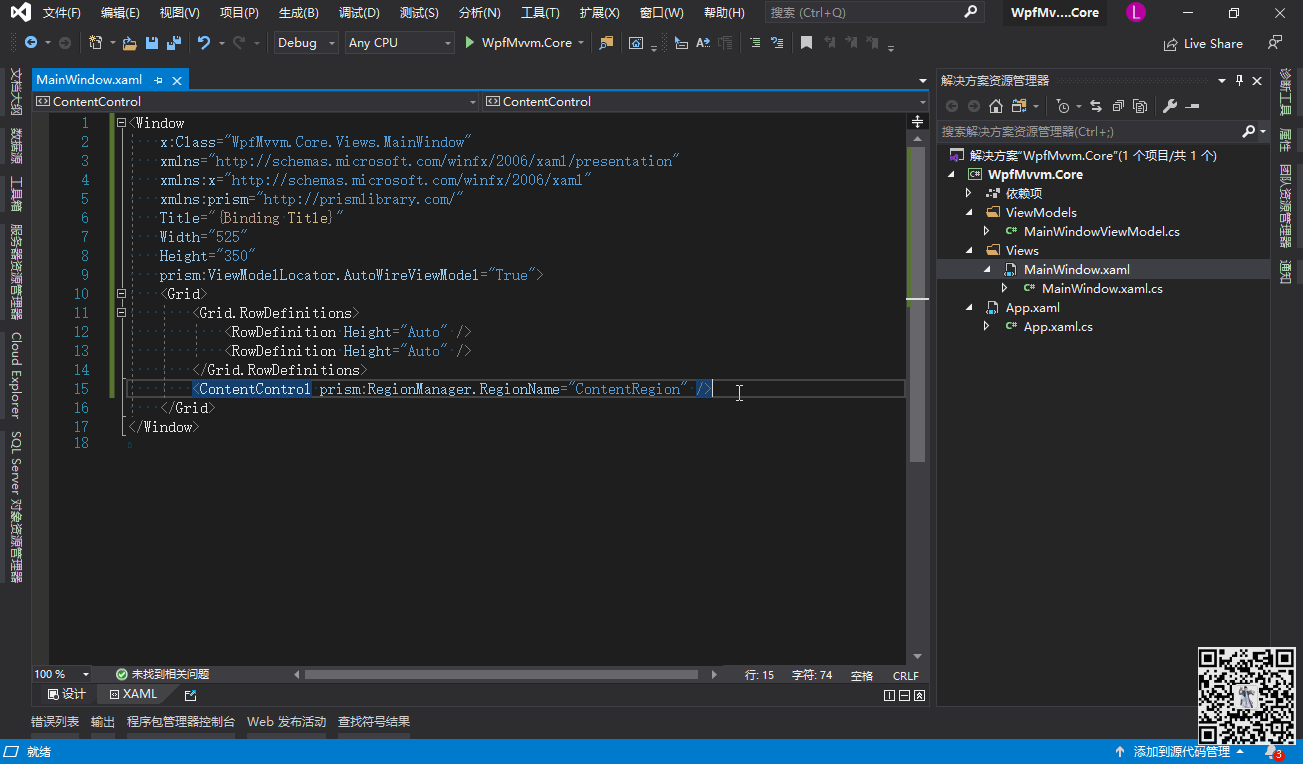 文件(F) 编辑(E) 视图(V) 项目(P) 生成(B) 调试(D) 测试(S) 分析(N) 工具(T) 扩展(X) 窗口(W) 帮助(H) 搜索 (Ctrl+Q) WpfMv....Core L
Debug Any CPU WpfMvvm.Core Live Share
文档大纲
数据源
工具箱
服务器资源管理器
Cloud Explorer
SQL Server 对象资源管理器
MainWindow.xaml
ContentControl ContentControl
1 <Window
2 x:Class="WpfMvvm.Core.Views.MainWindow"
3 xmlns="http://schemas.microsoft.com/winfx/2006/xaml/presentation"
4 xmlns:x="http://schemas.microsoft.com/winfx/2006/xaml"
5 xmlns:prism="http://prismlibrary.com/"
6 Title="{Binding Title}"
7 Width="525"
8 Height="350"
9 prism:ViewModelLocator.AutoWireViewModel="True">
10 <Grid>
11 <Grid.RowDefinitions>
12 <RowDefinition Height="Auto" />
13 <RowDefinition Height="Auto" />
14 </Grid.RowDefinitions>
15 <ContentControl prism:RegionManager.RegionName="ContentRegion" />
16 </Grid>
17 </Window>
18
100 % 未找到相关问题 行: 15 字符: 74 空格 CRLF
设计 XAML
解决方案资源管理器
搜索解决方案资源管理器(Ctrl+;)
解决方案"WpfMvvm.Core"(1 个项目/共 1 个)
WpfMvvm.Core
依赖项
ViewModels
C# MainWindowViewModel.cs
Views
MainWindow.xaml
C# MainWindow.xaml.cs
App.xaml
C# App.xaml.cs
诊断工具
属性
团队资源管理器
通知
错误列表 输出 程序包管理器控制台 Web 发布活动 查找符号结果
就绪 添加到源代码管理 3